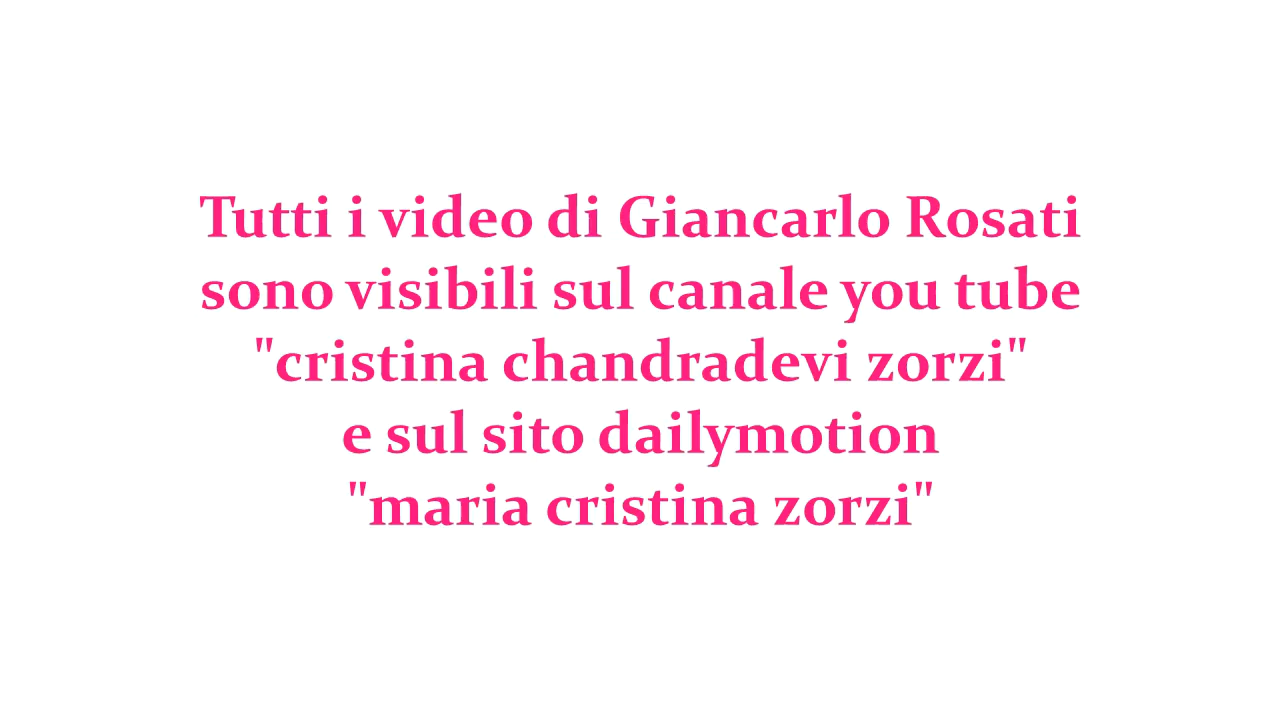 Tutti i video di Giancarlo Rosati
sono visibili sul canale you tube
"cristina chandradevi zorzi"
e sul sito dailymotion
"maria cristina zorzi"